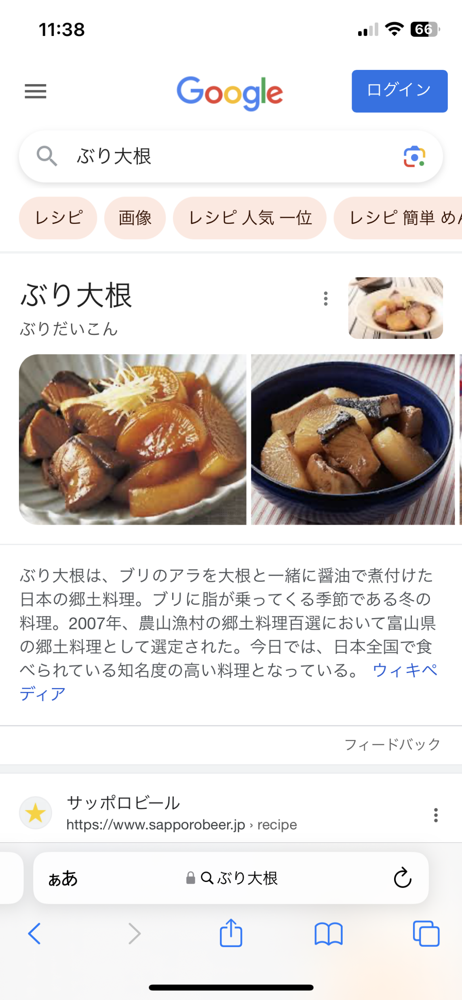 11:38
66
Google
ログイン
ぶり大根
レシピ
画像
レシピ 人気 一位
レシピ 簡単 め
ぶり大根
ぶりだいこん
ぶり大根は、ブリのアラを大根と一緒に醤油で煮付けた
日本の郷土料理。ブリに脂が乗ってくる季節である冬の
料理。2007年、農山漁村の郷土料理百選において富山県
の郷土料理として選定された。今日では、日本全国で食
べられている知名度の高い料理となっている。 ウィキペ
ディア
フィードバック
サッポロビール
https://www.sapporobeer.jp › recipe
ぁあ
ぶり大根